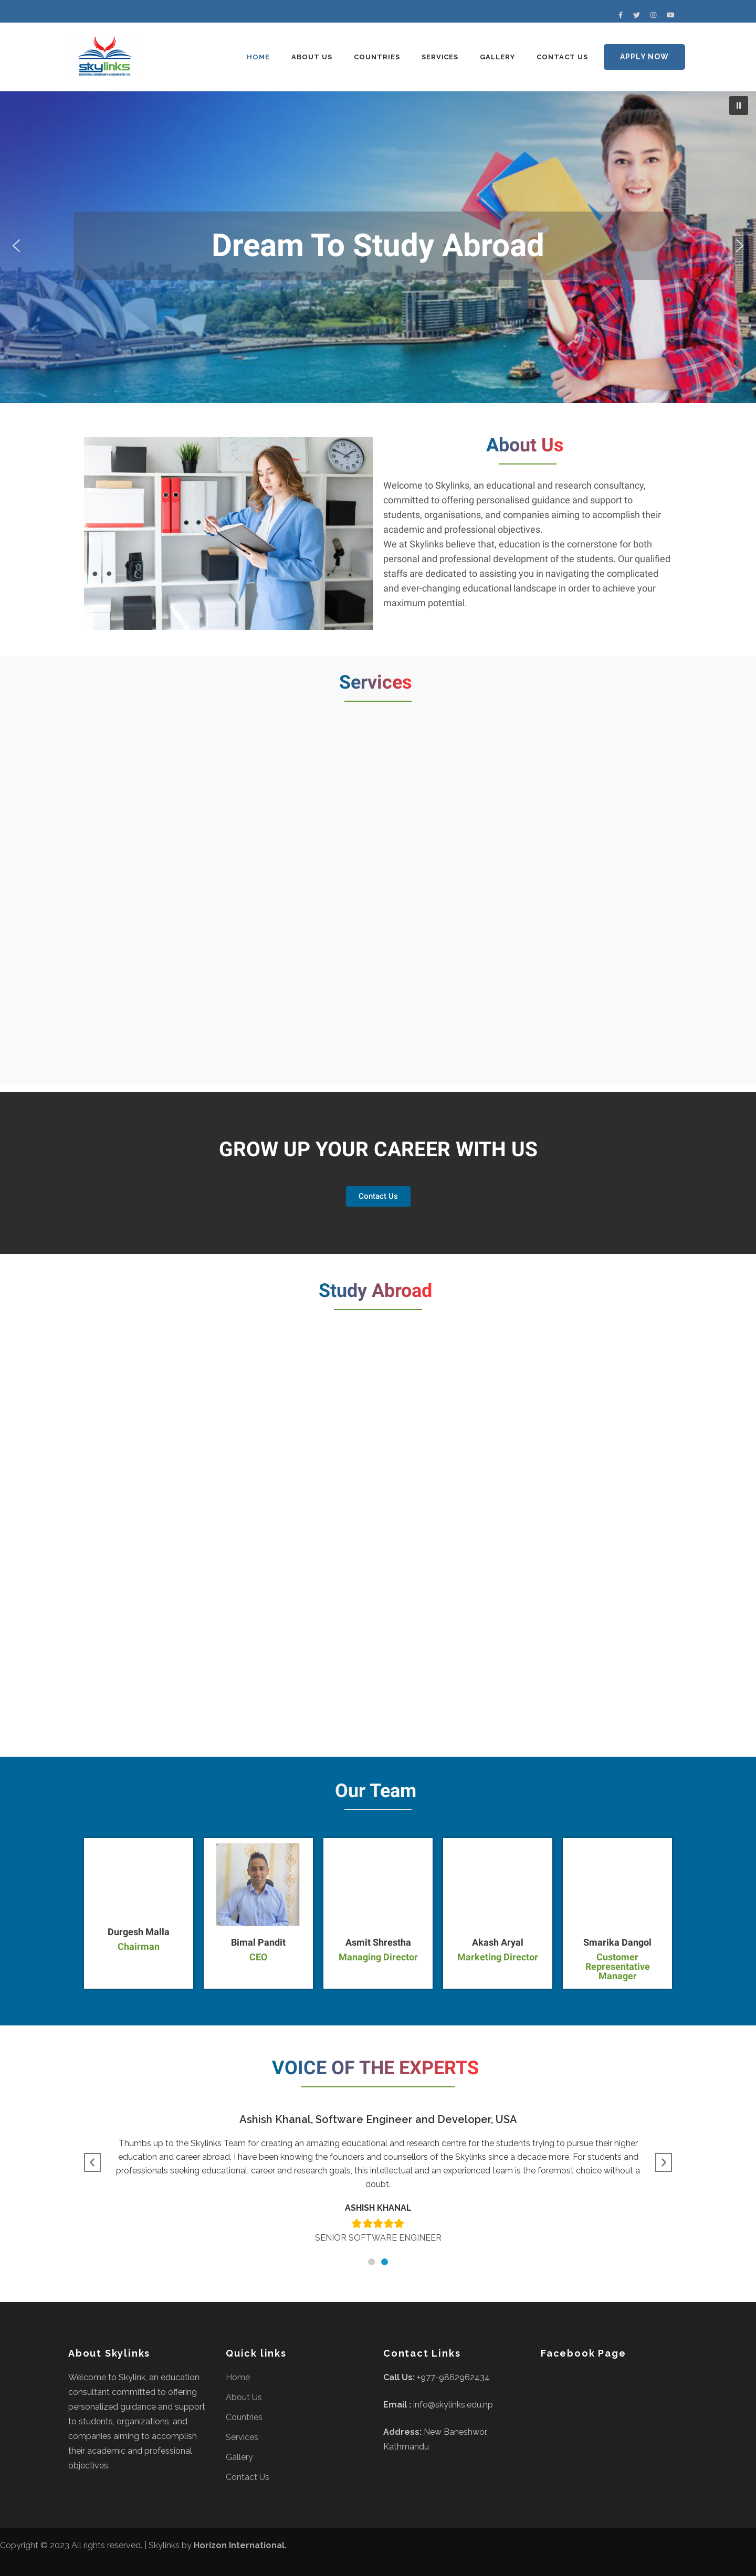 skylinks
HOME
ABOUT US
COUNTRIES
SERVICES
GALLERY
CONTACT US
APPLY NOW
Dream To Study Abroad
About Us
Welcome to Skylinks, an educational and research consultancy,
committed to offering personalised guidance and support to
students, organisations, and companies aiming to accomplish their
academic and professional objectives.
We at Skylinks believe that, education is the cornerstone for both
personal and professional development of the students. Our qualified
staffs are dedicated to assisting you in navigating the complicated
and ever-changing educational landscape in order to achieve your
maximum potential.
Services
GROW UP YOUR CAREER WITH US
Contact Us
Study Abroad
Our Team
Durgesh Malla
Chairman
Bimal Pandit
CEO
Asmit Shrestha
Managing Director
Akash Aryal
Marketing Director
Smarika Dangol
Customer
Representative
Manager
VOICE OF THE EXPERTS
Ashish Khanal, Software Engineer and Developer, USA
Thumbs up to the Skylinks Team for creating an amazing educational and research centre for the students trying to pursue their higher
education and career abroad. I have been knowing the founders and counsellors of the Skylinks since a decade more. For students and
professionals seeking educational, career and research goals, this intellectual and an experienced team is the foremost choice without a
doubt.
ASHISH KHANAL
SENIOR SOFTWARE ENGINEER
About Skylinks
Welcome to Skylink, an education
consultant committed to offering
personalized guidance and support
to students, organizations, and
companies aiming to accomplish
their academic and professional
objectives.
Quick links
Home
About Us
Countries
Services
Gallery
Contact Us
Contact Links
Call Us: +977-9862962434
Email : info@skylinks.edu.np
Address: New Baneshwor,
Kathmandu
Facebook Page
Copyright © 2023 All rights reserved. | Skylinks by Horizon International.